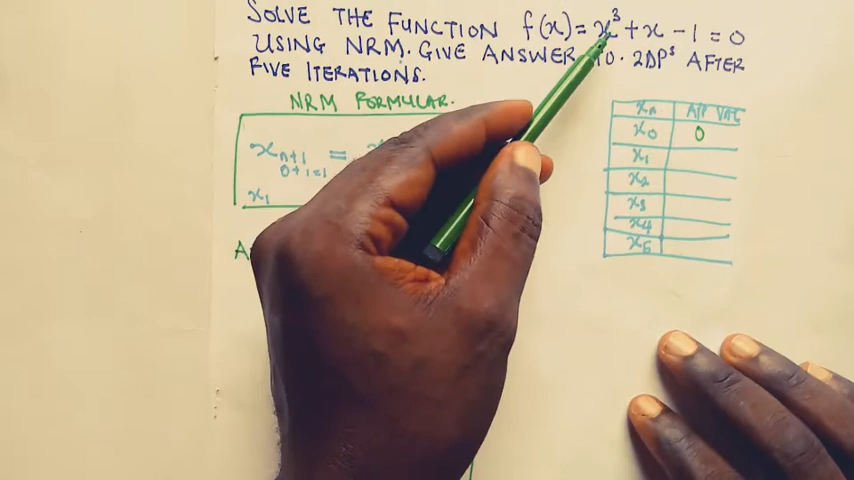 SOLVE THE FUNCTION f(x) = x³ + x - 1 = 0
USING NRM. GIVE ANSWER TO. 2DPˢ AFTER
FIVE ITERATIONS.
NRM FORMULAR.
xₙ₊₁ =
0+1=1
x₁
xₙ
x₀ 0
x₁
x₂
x₃
x₄
x₅
A